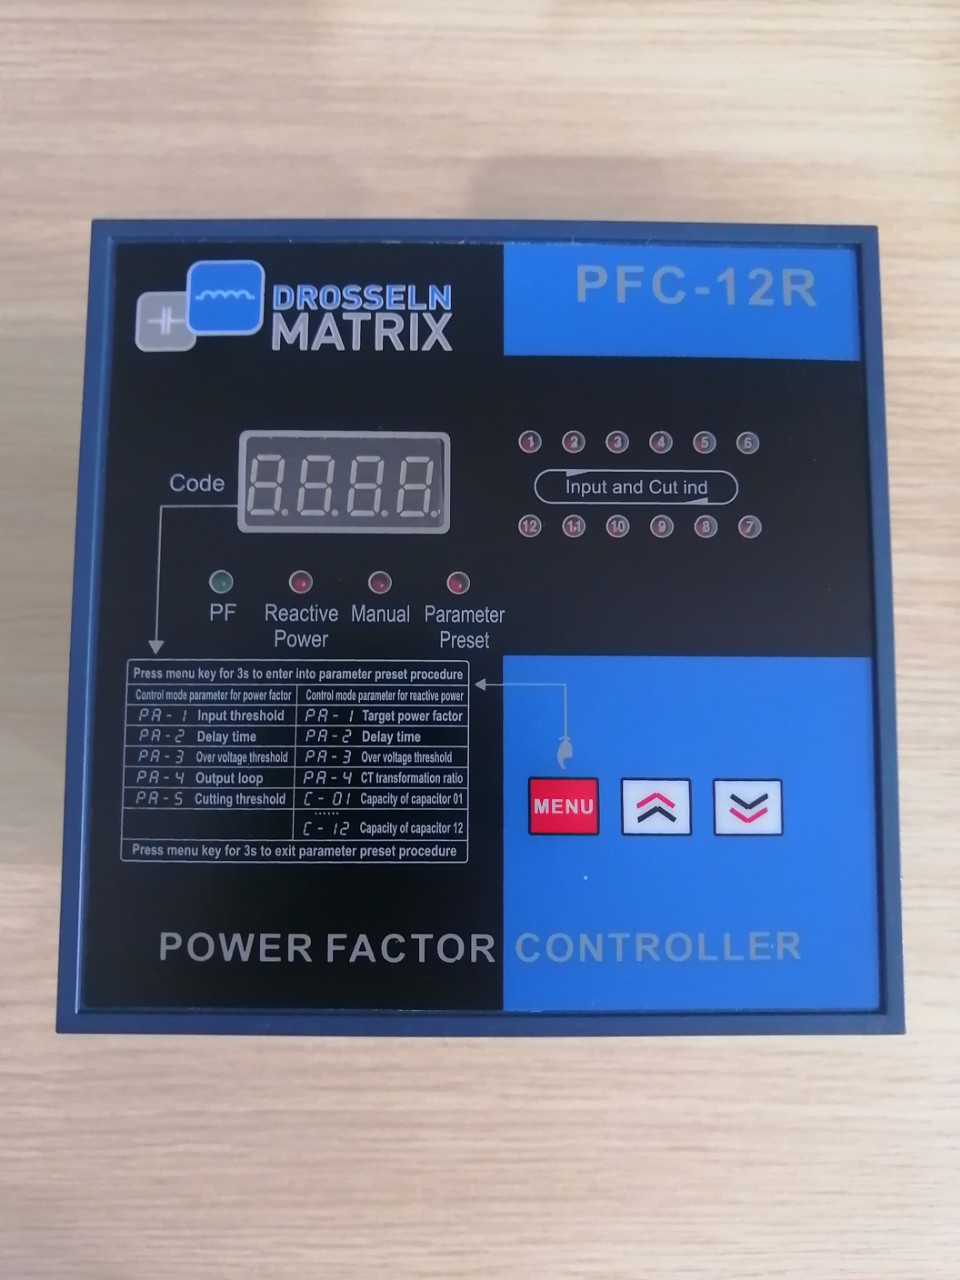 DROSSELN
MATRIX
PFC-12R
Code
1 2 3 4 5 6
Input and Cut ind
12 11 10 9 8 7
PF
Reactive
Power
Manual
Parameter
Preset
Press menu key for 3s to enter into parameter preset procedure
Control mode parameter for power factor Control mode parameter for reactive power
PA-1 Input threshold PA-1 Target power factor
PA-2 Delay time PA-2 Delay time
PA-3 Over voltage threshold PA-3 Over voltage threshold
PA-4 Output loop PA-4 CT transformation ratio
PA-5 Cutting threshold C-01 Capacity of capacitor 01
......
C-12 Capacity of capacitor 12
Press menu key for 3s to exit parameter preset procedure
MENU
POWER FACTOR CONTROLLER